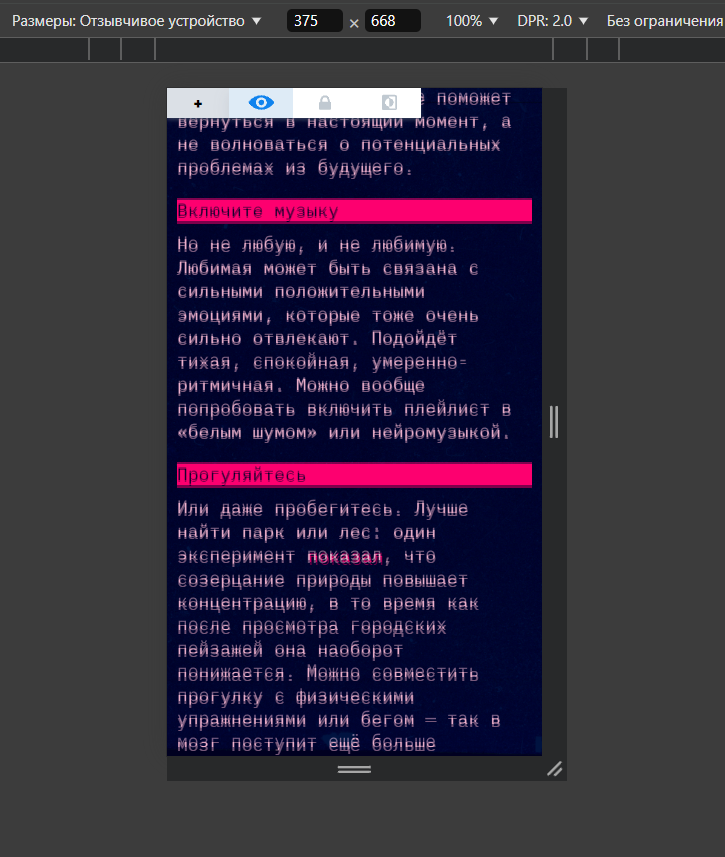 Размеры: Отзывчивое устройство ▼ 375 × 668 100% ▼ DPR: 2.0 ▼ Без ограничения
+
поможет
вернуться в настоящий момент, а
не волноваться о потенциальных
проблемах из будущего.
Включите музыку
Но не любую, и не любимую.
Любимая может быть связана с
сильными положительными
эмоциями, которые тоже очень
сильно отвлекают. Подойдёт
тихая, спокойная, умеренно-
ритмичная. Можно вообще
попробовать включить плейлист в
«белым шумом» или нейромузыкой.
Прогуляйтесь
Или даже пробегитесь. Лучше
найти парк или лес: один
эксперимент показал, что
созерцание природы повышает
концентрацию, в то время как
после просмотра городских
пейзажей она наоборот
понижается. Можно совместить
прогулку с физическими
упражнениями или бегом — так в
мозг поступит ещё больше